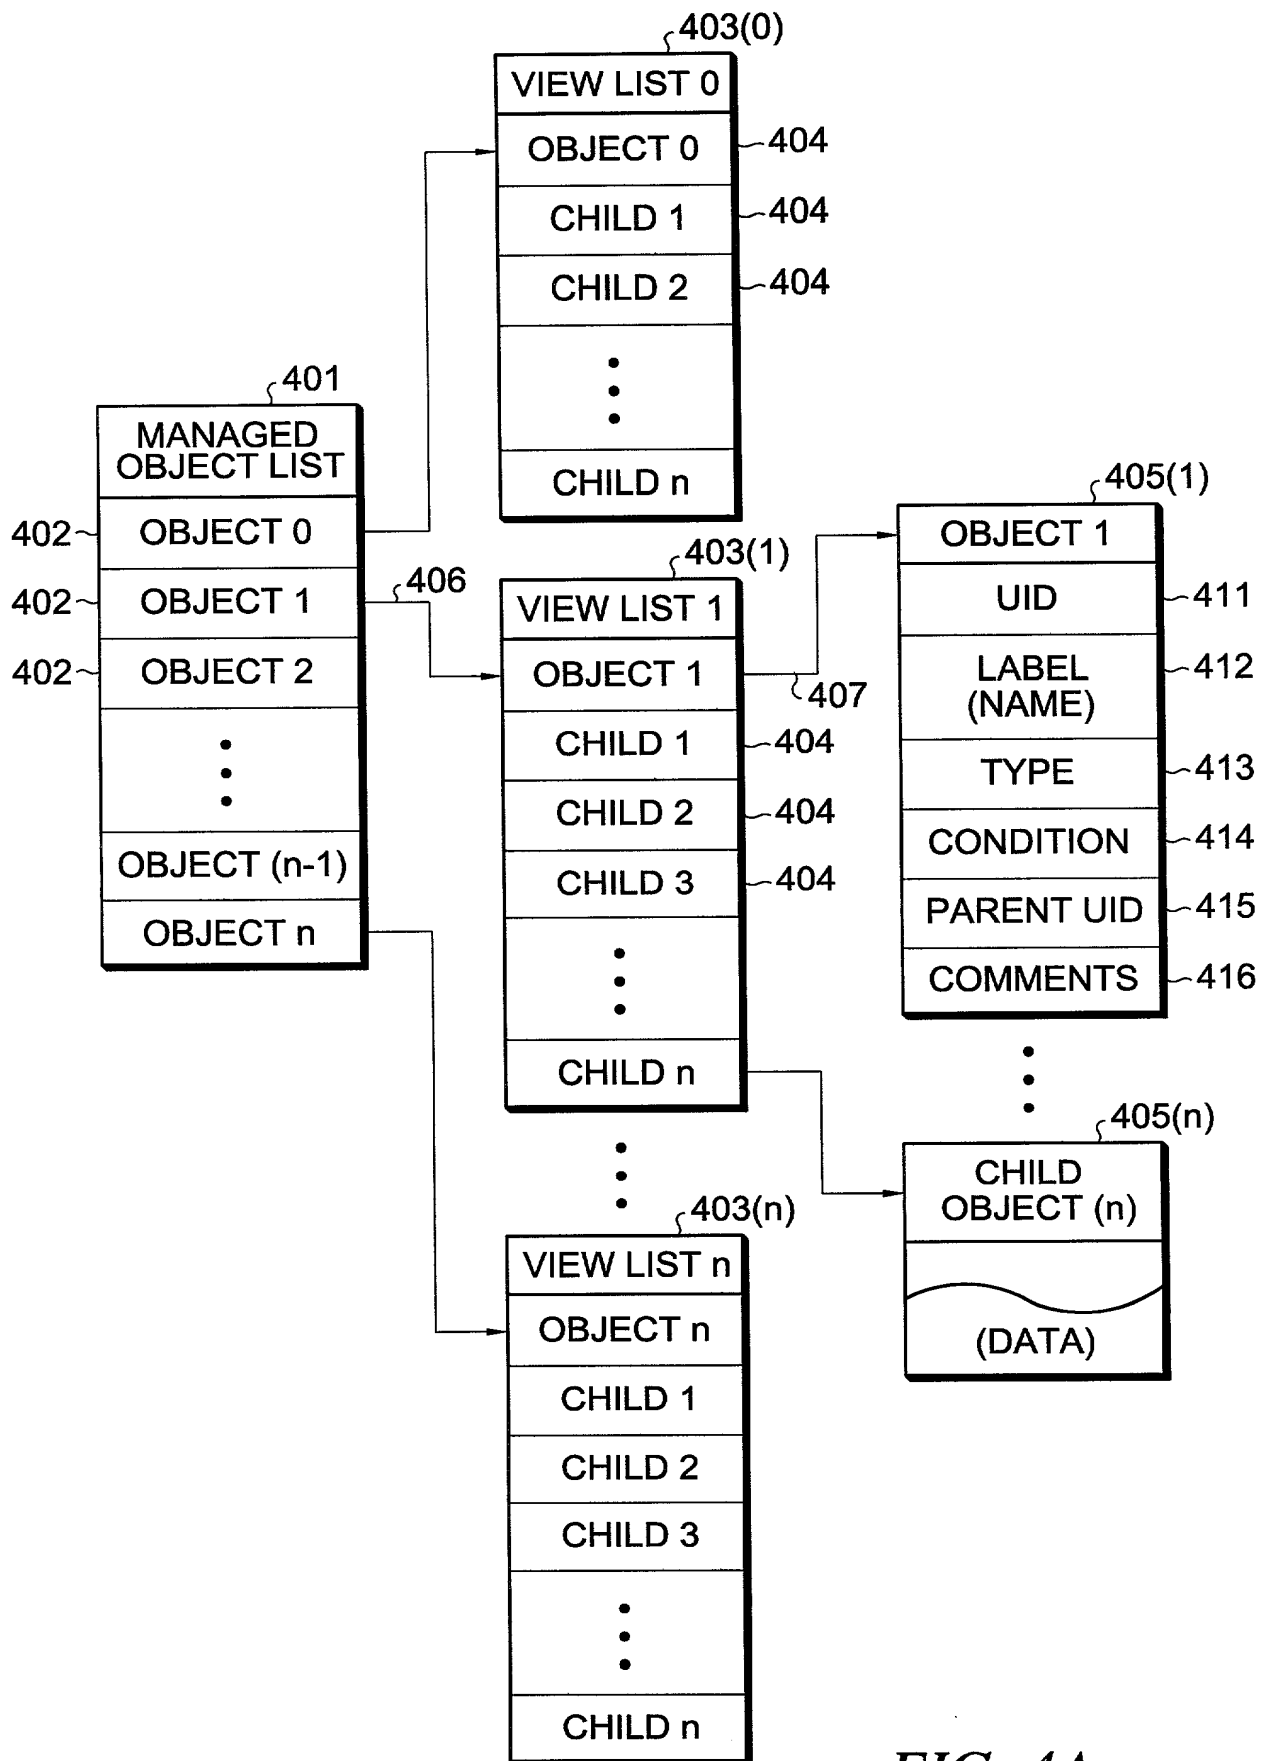 403(0)
VIEW LIST 0
OBJECT 0
404
CHILD 1
404
CHILD 2
404
CHILD n
401
MANAGED
OBJECT LIST
402
OBJECT 0
402
OBJECT 1
406
402
OBJECT 2
OBJECT (n-1)
OBJECT n
403(1)
VIEW LIST 1
OBJECT 1
407
CHILD 1
404
CHILD 2
404
CHILD 3
404
CHILD n
405(1)
OBJECT 1
UID
411
LABEL
(NAME)
412
TYPE
413
CONDITION
414
PARENT UID
415
COMMENTS
416
405(n)
CHILD
OBJECT (n)
(DATA)
403(n)
VIEW LIST n
OBJECT n
CHILD 1
CHILD 2
CHILD 3
CHILD n
FIG. 4A